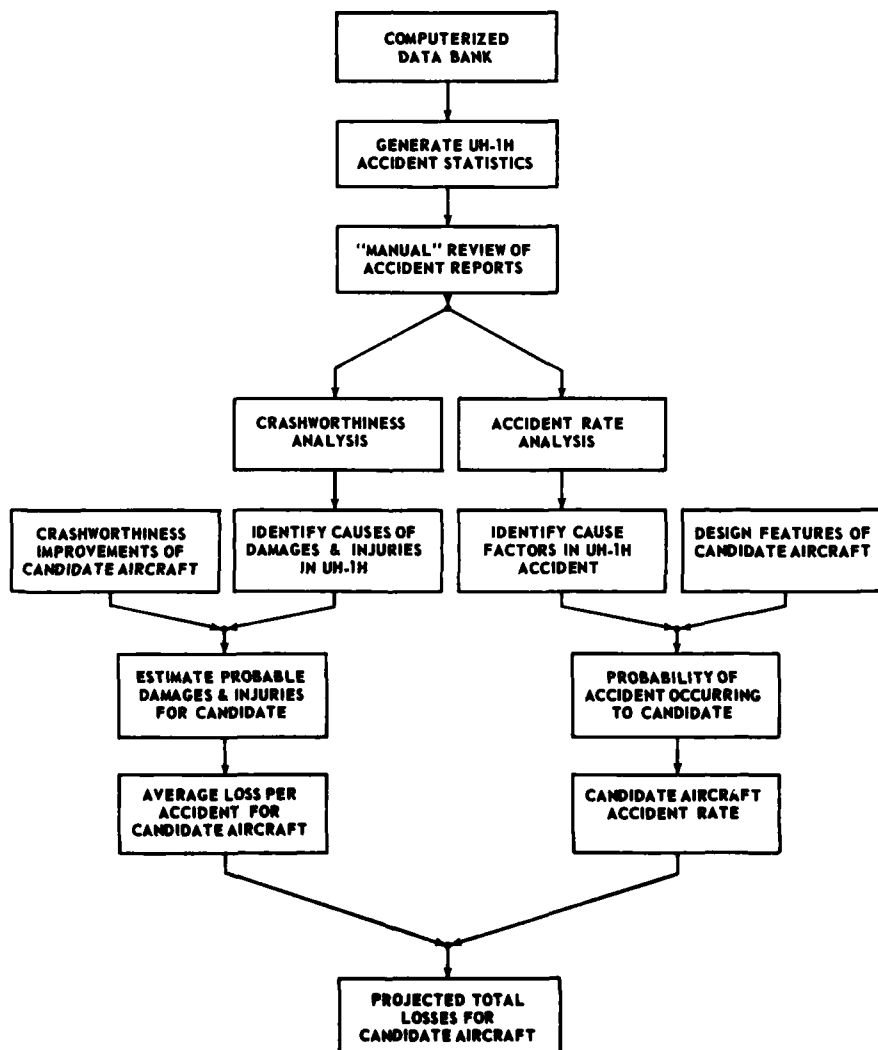 COMPUTERIZED
DATA BANK
GENERATE UH-1H
ACCIDENT STATISTICS
"MANUAL" REVIEW OF
ACCIDENT REPORTS
CRASHWORTHINESS
ANALYSIS
ACCIDENT RATE
ANALYSIS
CRASHWORTHINESS
IMPROVEMENTS OF
CANDIDATE AIRCRAFT
IDENTIFY CAUSES OF
DAMAGES & INJURIES
IN UH-1H
IDENTIFY CAUSE
FACTORS IN UH-1H
ACCIDENT
DESIGN FEATURES OF
CANDIDATE AIRCRAFT
ESTIMATE PROBABLE
DAMAGES & INJURIES
FOR CANDIDATE
PROBABILITY OF
ACCIDENT OCCURRING
TO CANDIDATE
AVERAGE LOSS PER
ACCIDENT FOR
CANDIDATE AIRCRAFT
CANDIDATE AIRCRAFT
ACCIDENT RATE
PROJECTED TOTAL
LOSSES FOR
CANDIDATE AIRCRAFT